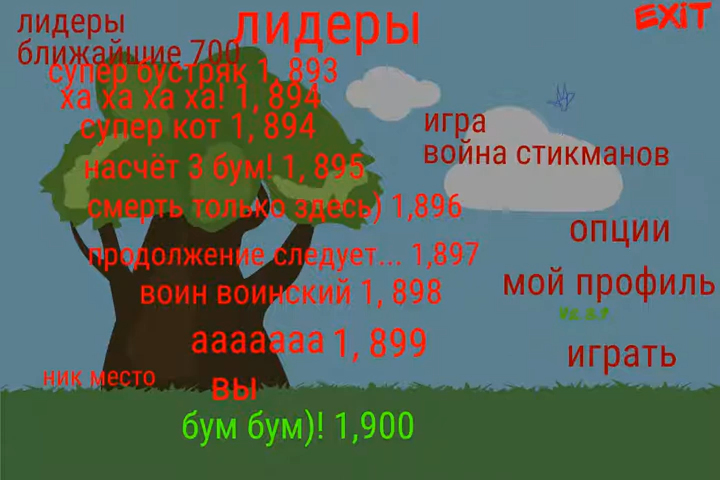 лидеры
EXIT
лидеры
ближайшие 700
супер бустряк 1, 893
ха ха ха ха! 1, 894
супер кот 1, 894
насчёт 3 бум! 1, 895
смерть только здесь) 1,896
продолжение следует... 1,897
воин воинский 1, 898
ааааааа 1, 899
ник место
вы
бум бум)! 1,900
игра
война стикманов
опции
мой профиль
играть